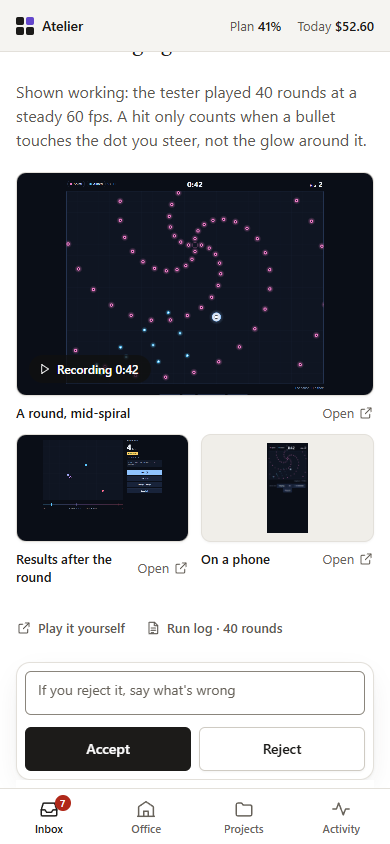 Atelier
Plan 41% Today $52.60
Shown working: the tester played 40 rounds at a
steady 60 fps. A hit only counts when a bullet
touches the dot you steer, not the glow around it.
0:42
2
Recording 0:42
A round, mid-spiral
Open
4
Results after the
round
Open
On a phone
Open
Play it yourself
Run log · 40 rounds
If you reject it, say what's wrong
Accept
Reject
7
Inbox
Office
Projects
Activity